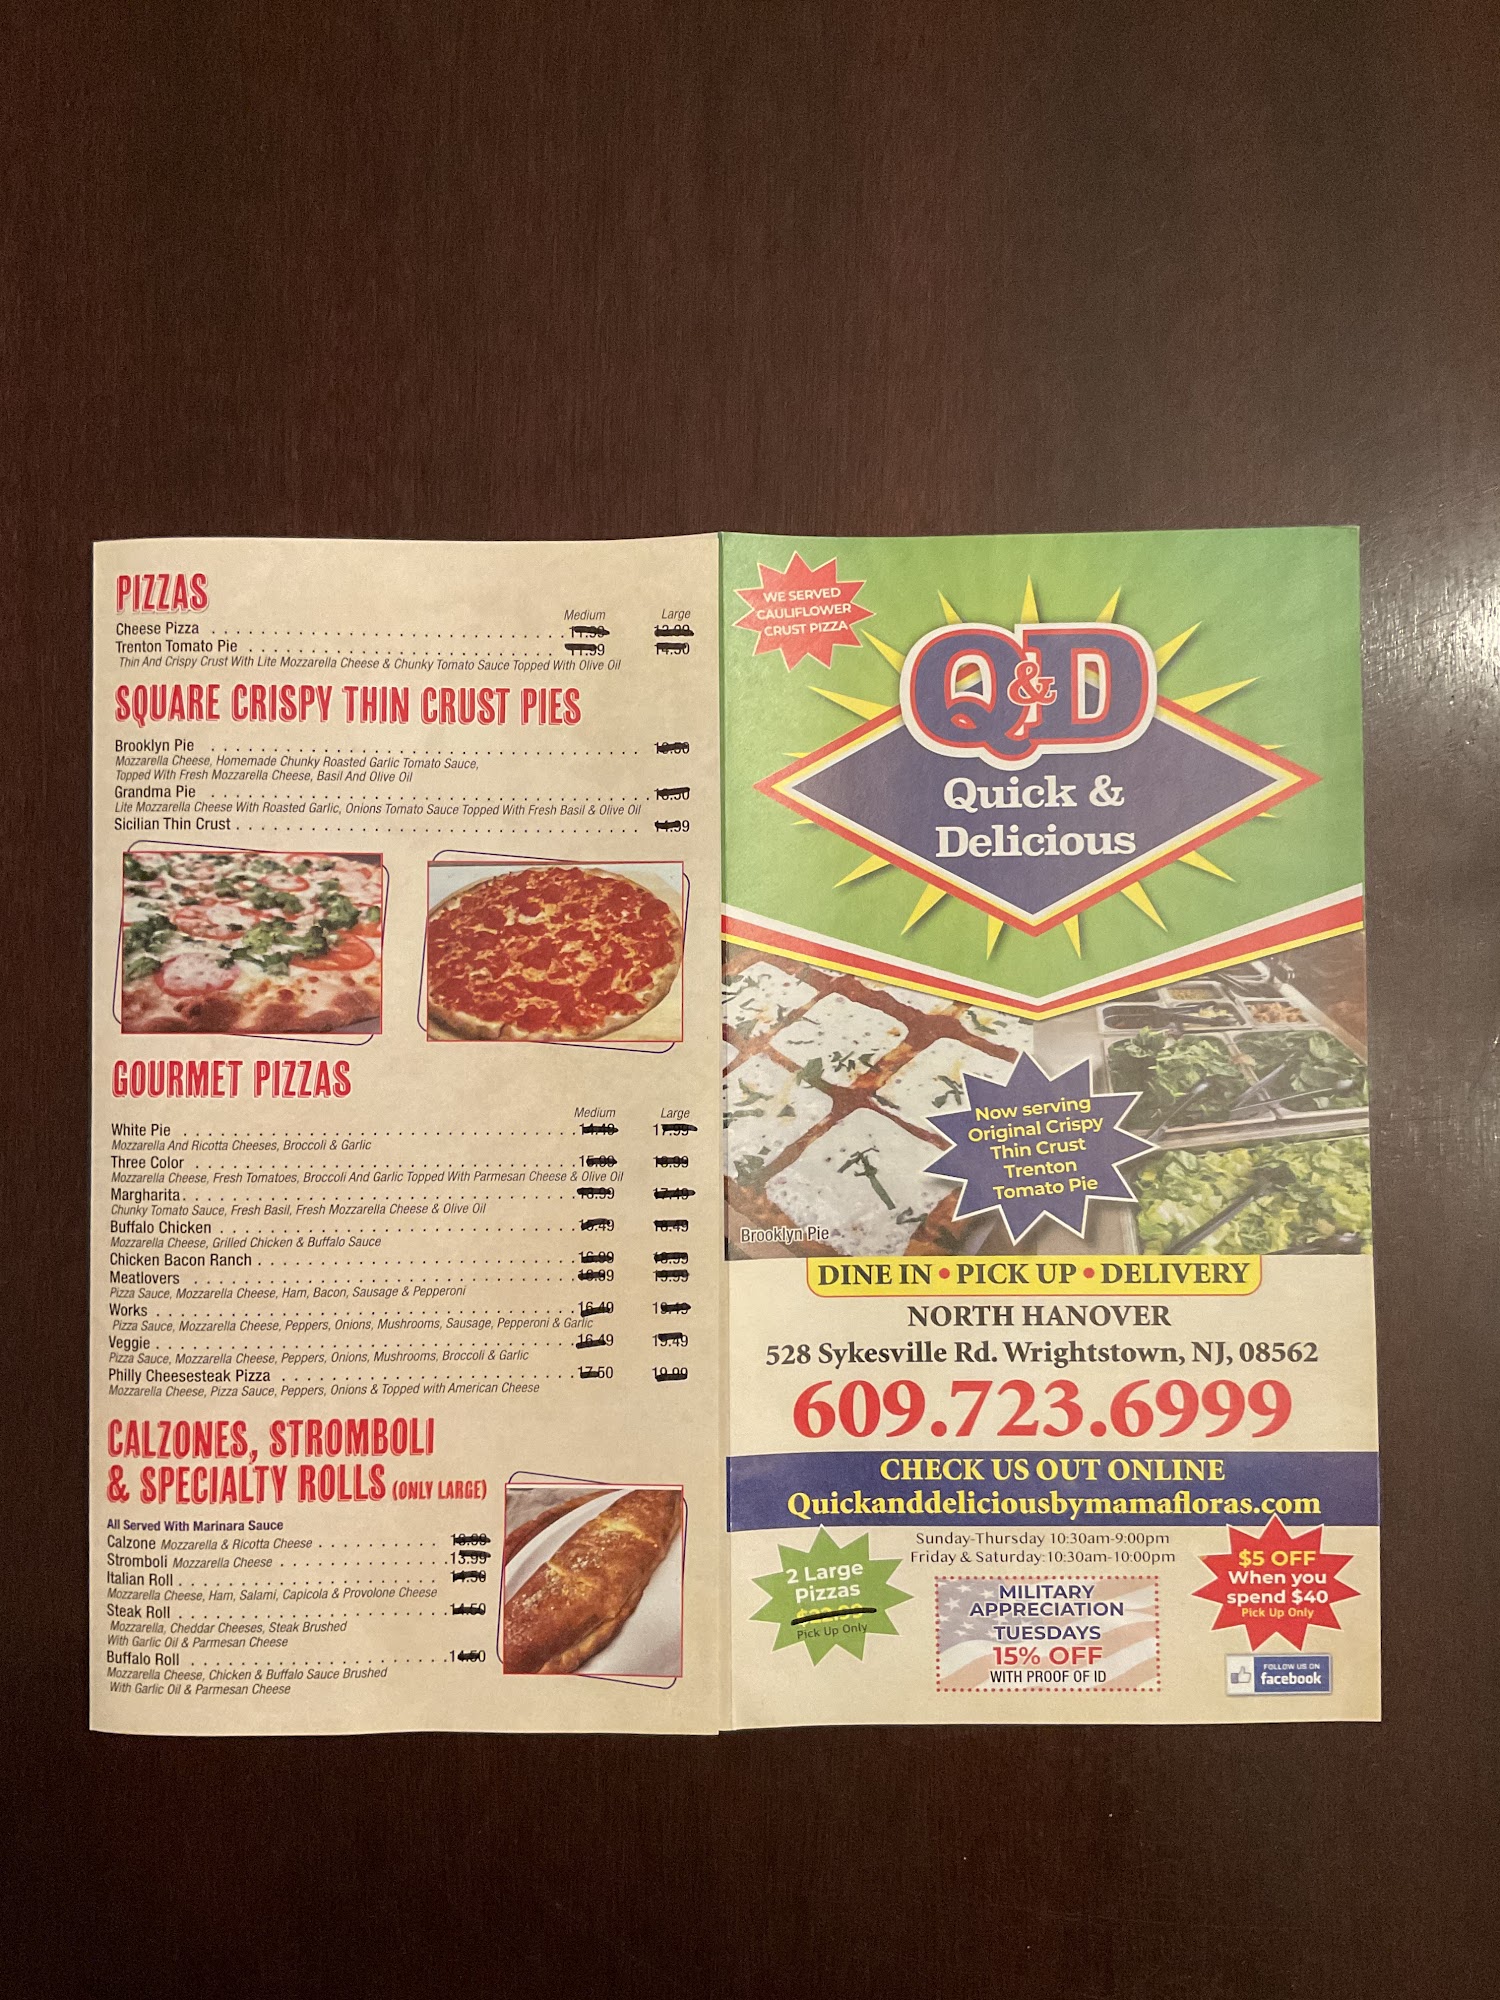 PIZZAS
Medium Large
Cheese Pizza
Trenton Tomato Pie
Thin And Crispy Crust With Lite Mozzarella Cheese & Chunky Tomato Sauce Topped With Olive Oil
SQUARE CRISPY THIN CRUST PIES
Brooklyn Pie
Mozzarella Cheese, Homemade Chunky Roasted Garlic Tomato Sauce,
Topped With Fresh Mozzarella Cheese, Basil And Olive Oil
Grandma Pie
Lite Mozzarella Cheese With Roasted Garlic, Onions Tomato Sauce Topped With Fresh Basil & Olive Oil
Sicilian Thin Crust
GOURMET PIZZAS
Medium Large
White Pie
Mozzarella And Ricotta Cheeses, Broccoli & Garlic
Three Color
Mozzarella Cheese, Fresh Tomatoes, Broccoli And Garlic Topped With Parmesan Cheese & Olive Oil
Margharita
Chunky Tomato Sauce, Fresh Basil, Fresh Mozzarella Cheese & Olive Oil
Buffalo Chicken
Mozzarella Cheese, Grilled Chicken & Buffalo Sauce
Chicken Bacon Ranch
Meatlovers
Pizza Sauce, Mozzarella Cheese, Ham, Bacon, Sausage & Pepperoni
Works
Pizza Sauce, Mozzarella Cheese, Peppers, Onions, Mushrooms, Sausage, Pepperoni & Garlic
Veggie
Pizza Sauce, Mozzarella Cheese, Peppers, Onions, Mushrooms, Broccoli & Garlic
Philly Cheesesteak Pizza
Mozzarella Cheese, Pizza Sauce, Peppers, Onions & Topped with American Cheese
CALZONES, STROMBOLI
& SPECIALTY ROLLS (ONLY LARGE)
All Served With Marinara Sauce
Calzone Mozzarella & Ricotta Cheese
Stromboli Mozzarella Cheese 13.99
Italian Roll
Mozzarella Cheese, Ham, Salami, Capicola & Provolone Cheese
Steak Roll
Mozzarella, Cheddar Cheeses, Steak Brushed
With Garlic Oil & Parmesan Cheese
Buffalo Roll
Mozzarella Cheese, Chicken & Buffalo Sauce Brushed
With Garlic Oil & Parmesan Cheese
WE SERVED
CAULIFLOWER
CRUST PIZZA
Q&D
Quick &
Delicious
Now serving
Original Crispy
Thin Crust
Trenton
Tomato Pie
Brooklyn Pie
DINE IN • PICK UP • DELIVERY
NORTH HANOVER
528 Sykesville Rd. Wrightstown, NJ, 08562
609.723.6999
CHECK US OUT ONLINE
Quickanddeliciousbymamafloras.com
Sunday-Thursday 10:30am-9:00pm
Friday & Saturday:10:30am-10:00pm
2 Large
Pizzas
Pick Up Only
MILITARY
APPRECIATION
TUESDAYS
15% OFF
WITH PROOF OF ID
$5 OFF
When you
spend $40
Pick Up Only
FOLLOW US ON
facebook